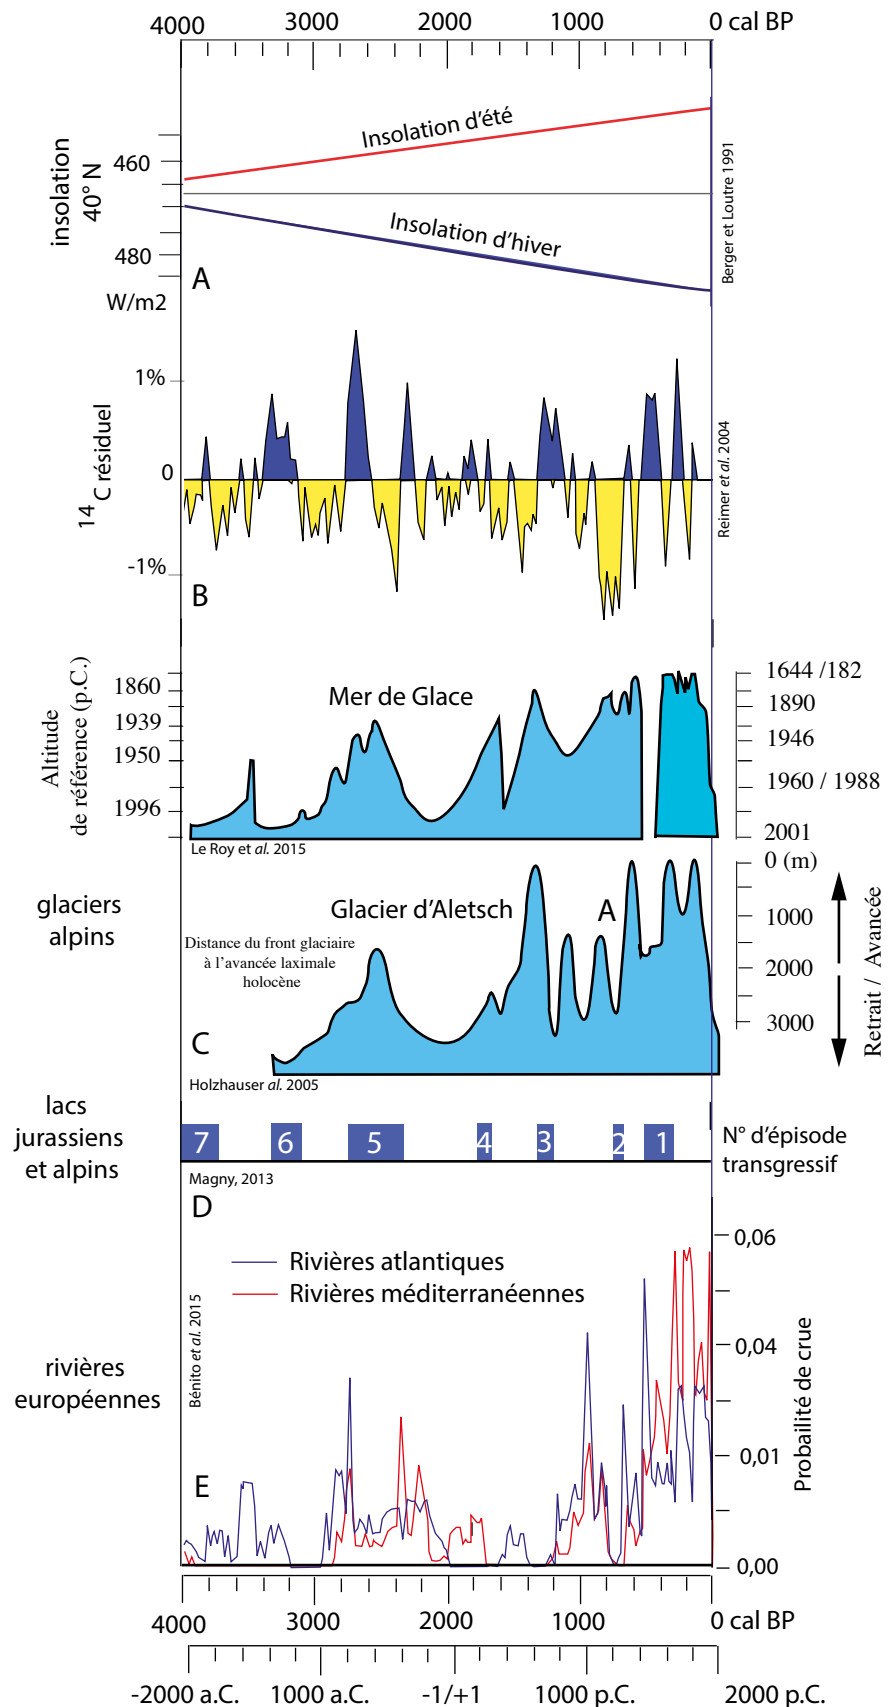 4000 3000 2000 1000 0 cal BP
Insolation d'été
insolation
40° N
460
480
W/m2
Insolation d'hiver
A
Berger et Loutre 1991
14C résiduel
1%
0
-1%
B
Reimer et al. 2004
Altitude
de référence (p.C.)
1860
1939
1950
1996
Mer de Glace
1644 /182
1890
1946
1960 / 1988
2001
Le Roy et al. 2015
glaciers
alpins
Glacier d'Aletsch
A
Distance du front glaciaire
à l'avancée laximale
holocène
0 (m)
1000
2000
3000
Retrait / Avancée
C
Holzhauser al. 2005
lacs
jurassiens
et alpins
7 6 5 4 3 2 1
N° d'épisode
transgressif
Magny, 2013
D
Rivières atlantiques
Rivières méditerranéennes
Bénito et al. 2015
rivières
européennes
E
0,06
0,04
0,01
0,00
Probailité de crue
4000 3000 2000 1000 0 cal BP
-2000 a.C. 1000 a.C. -1/+1 1000 p.C. 2000 p.C.